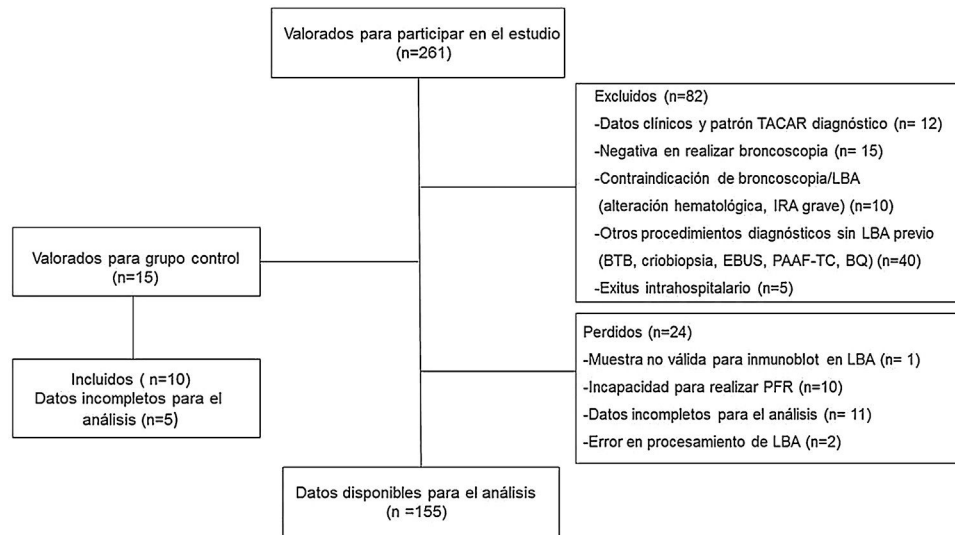 Valorados para participar en el estudio
(n=261)
Excluidos (n=82)
-Datos clínicos y patrón TACAR diagnóstico (n= 12)
-Negativa en realizar broncoscopia (n= 15)
-Contraindicación de broncoscopia/LBA
(alteración hematológica, IRA grave) (n=10)
-Otros procedimientos diagnósticos sin LBA previo
(BTB, criobiopsia, EBUS, PAAF-TC, BQ) (n=40)
-Exitus intrahospitalario (n=5)
Valorados para grupo control
(n=15)
Incluidos ( n=10)
Datos incompletos para el
análisis (n=5)
Perdidos (n=24)
-Muestra no válida para inmunoblot en LBA (n= 1)
-Incapacidad para realizar PFR (n=10)
-Datos incompletos para el análisis (n= 11)
-Error en procesamiento de LBA (n=2)
Datos disponibles para el análisis
(n =155)